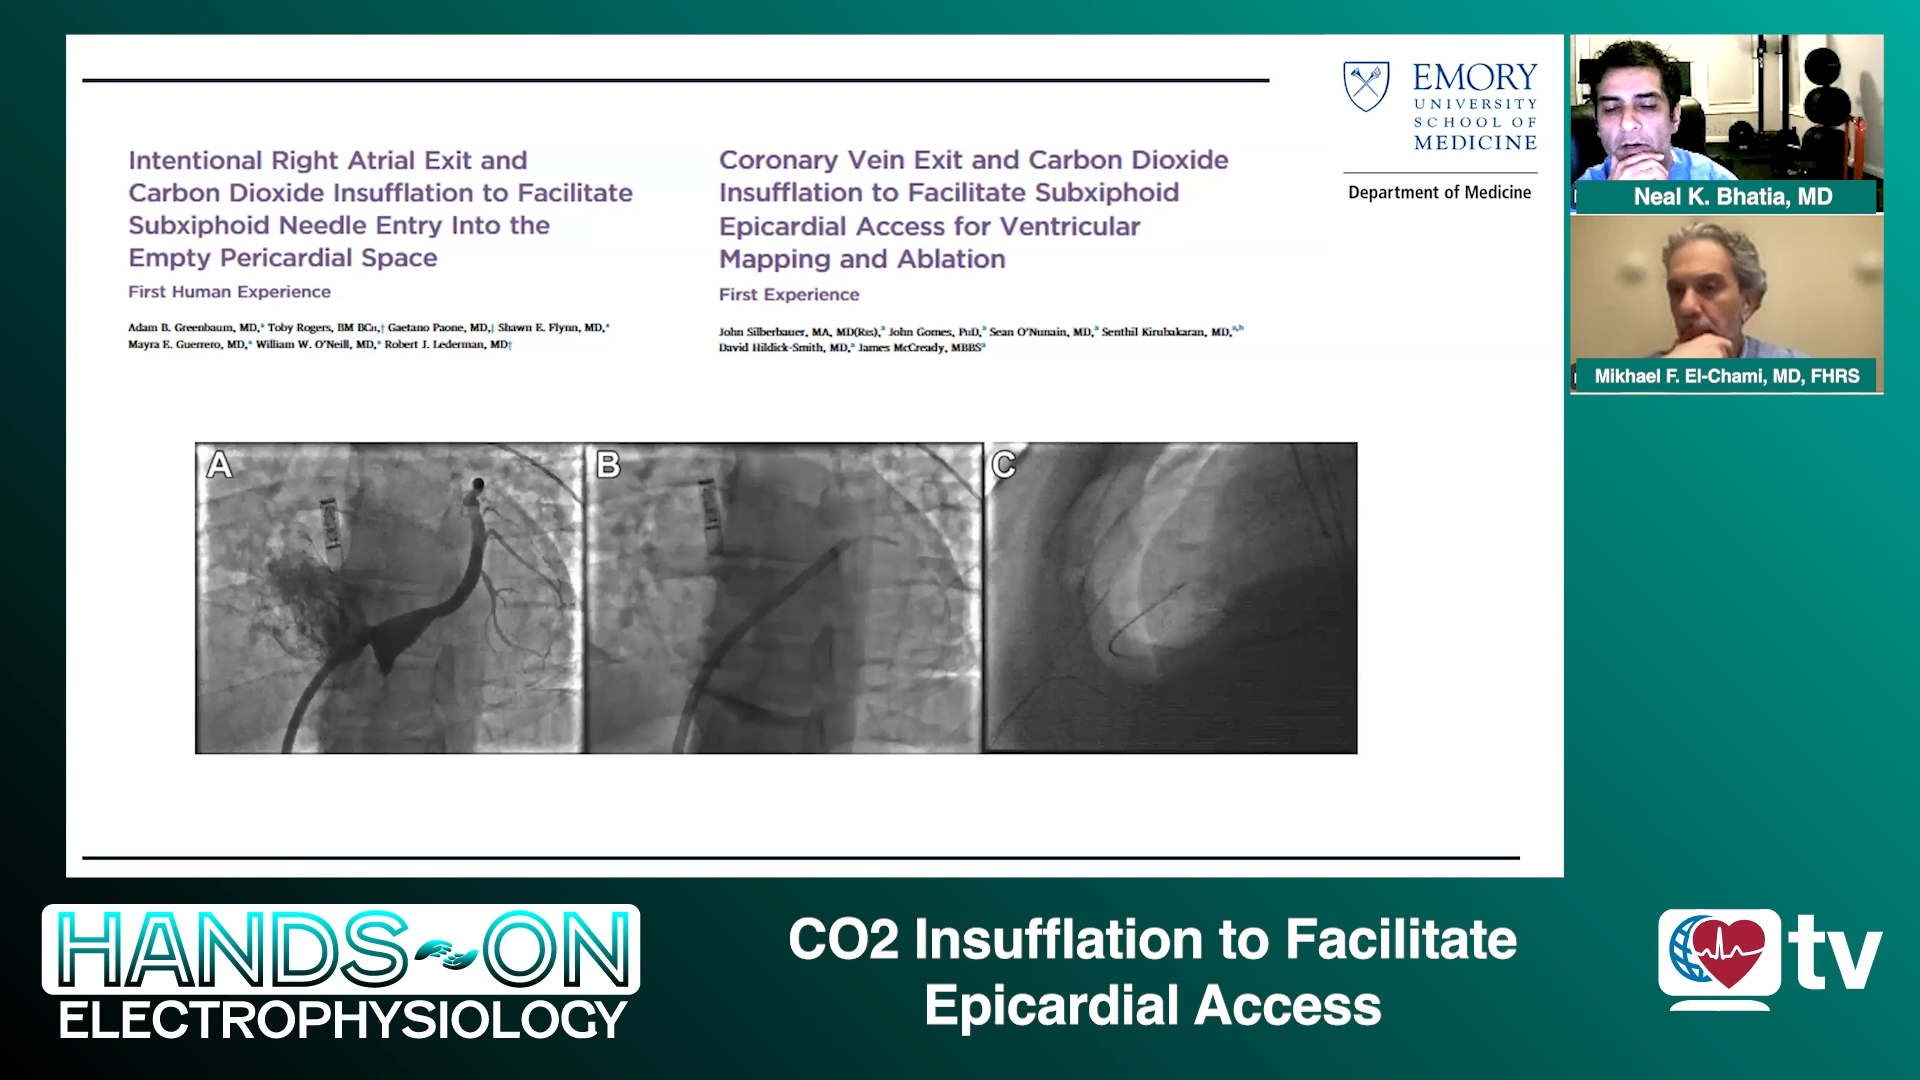 EMORY
UNIVERSITY
SCHOOL OF
MEDICINE
Department of Medicine
Intentional Right Atrial Exit and
Carbon Dioxide Insufflation to Facilitate
Subxiphoid Needle Entry Into the
Empty Pericardial Space
First Human Experience
Adam B. Greenbaum, MD,* Toby Rogers, BM BCH,† Gaetano Paone, MD,‡ Shawn E. Flynn, MD,*
Mayra E. Guerrero, MD,* William W. O'Neill, MD,* Robert J. Lederman, MD†
Coronary Vein Exit and Carbon Dioxide
Insufflation to Facilitate Subxiphoid
Epicardial Access for Ventricular
Mapping and Ablation
First Experience
John Silberbauer, MA, MD(RES),a John Gomes, PHD,a Sean O'Nunain, MD,a Senthil Kirubakaran, MD,a,b
David Hildick-Smith, MD,a James McCready, MBBSa
A
B
C
Neal K. Bhatia, MD
Mikhael F. El-Chami, MD, FHRS
HANDS-ON
ELECTROPHYSIOLOGY
CO2 Insufflation to Facilitate
Epicardial Access
tv